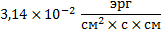 3,14 × 10⁻² эрг / (см² × с × см)